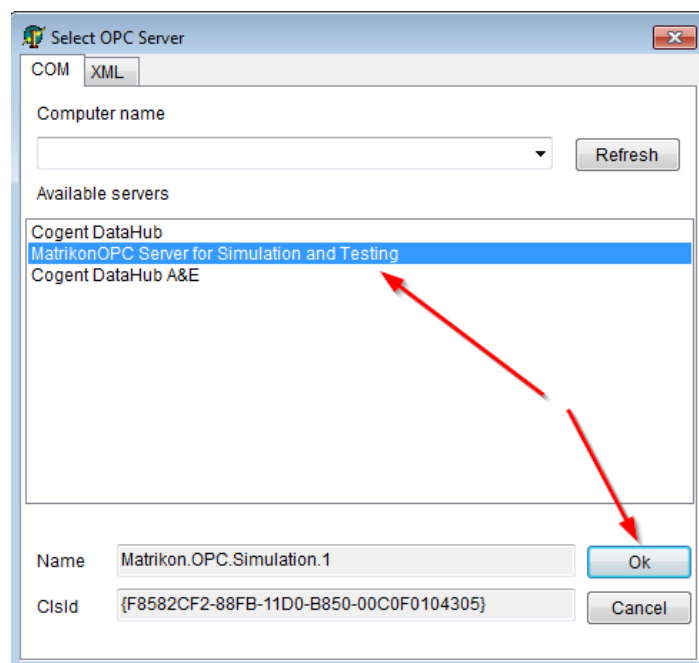 Select OPC Server
COM XML
Computer name
Refresh
Available servers
Cogent DataHub
MatrikonOPC Server for Simulation and Testing
Cogent DataHub A&E
Name Matrikon.OPC.Simulation.1 Ok
ClsId {F8582CF2-88FB-11D0-B850-00C0F0104305} Cancel